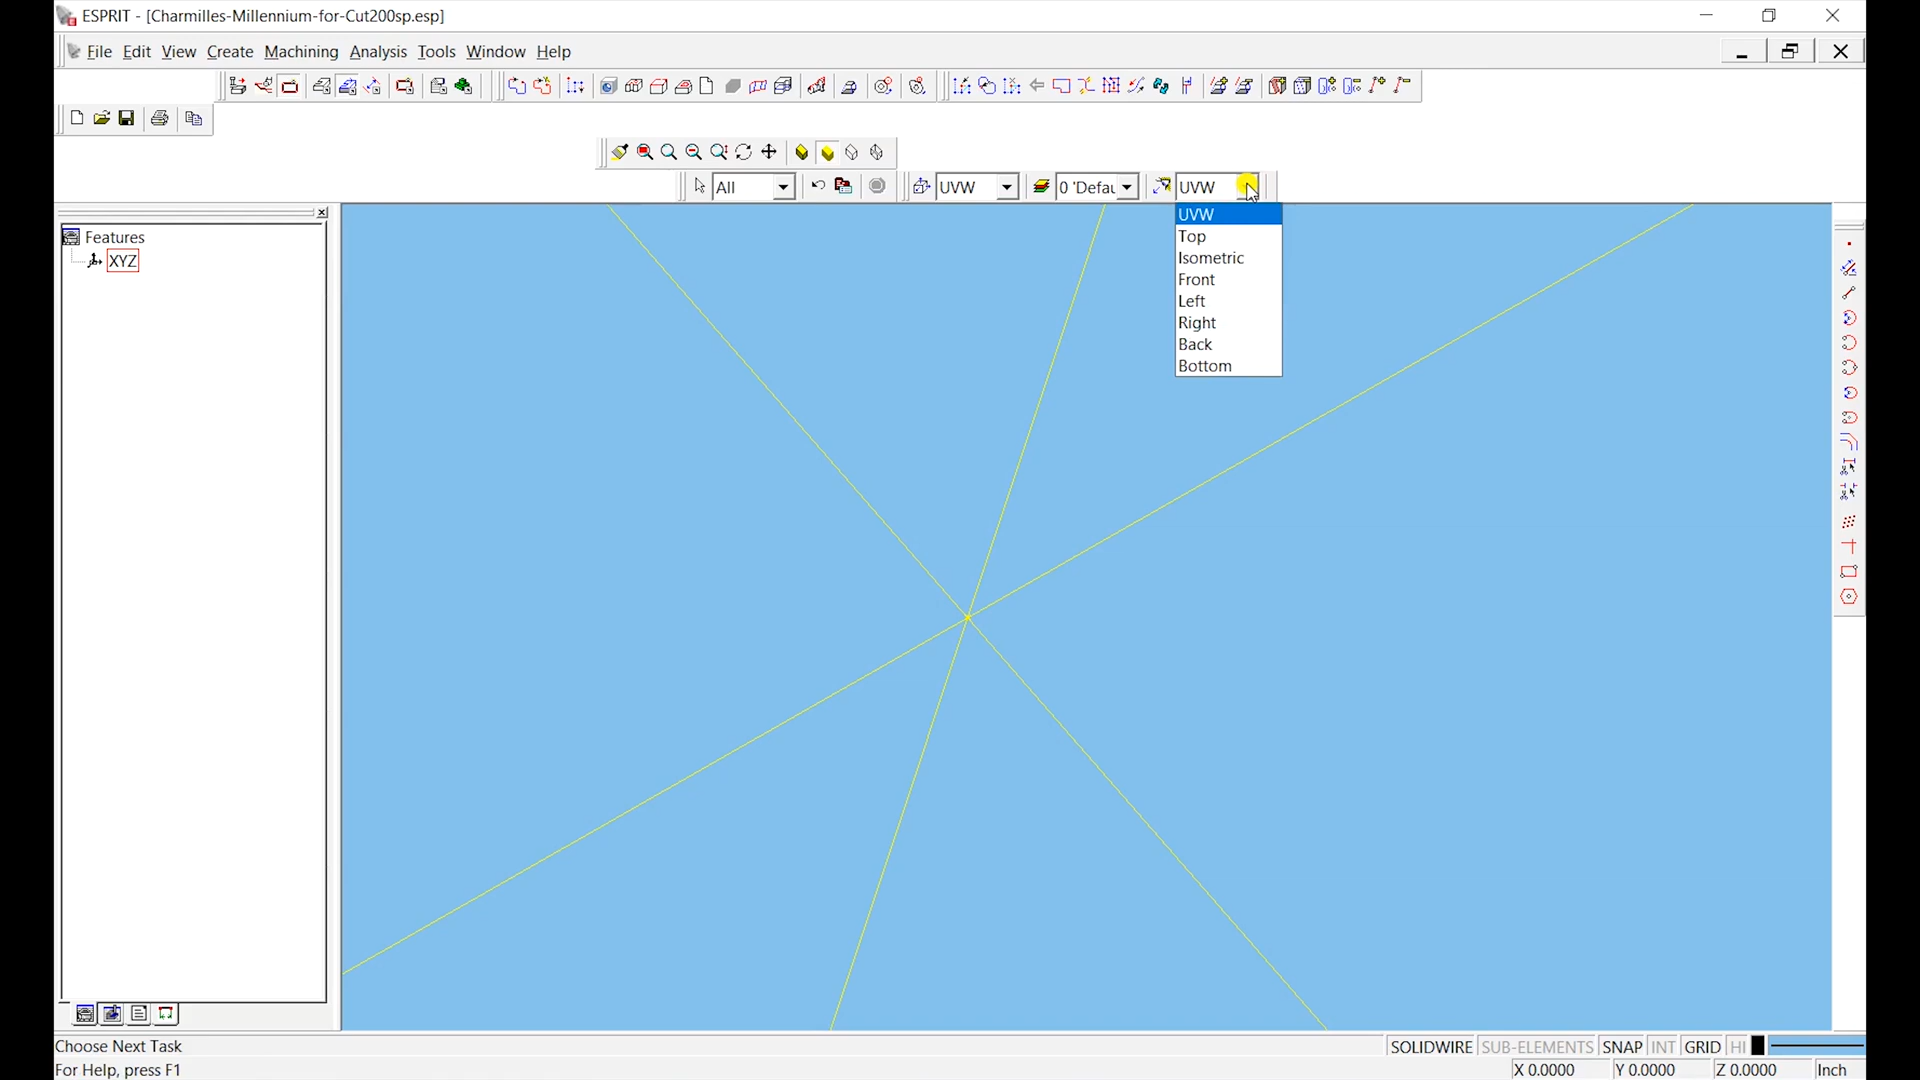 ESPRIT - [Charmilles-Millennium-for-Cut200sp.esp]
File Edit View Create Machining Analysis Tools Window Help
All UVW 0 'Defau UVW
UVW
Top
Isometric
Front
Left
Right
Back
Bottom
Features
XYZ
Choose Next Task SOLIDWIRE SUB-ELEMENTS SNAP INT GRID HI
For Help, press F1 X 0.0000 Y 0.0000 Z 0.0000 Inch